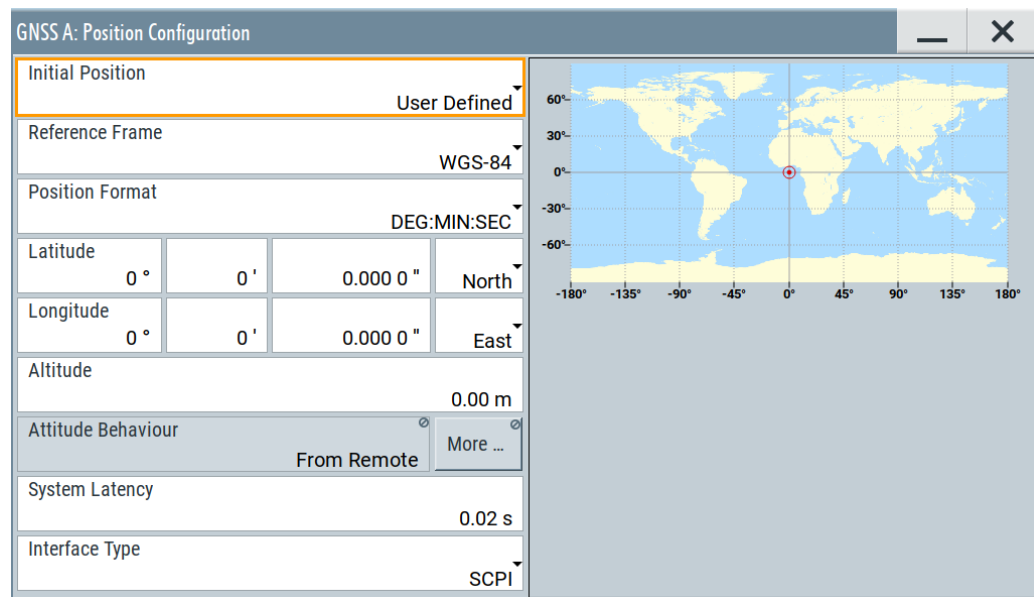 GNSS A: Position Configuration
Initial Position
User Defined
Reference Frame
WGS-84
Position Format
DEG:MIN:SEC
Latitude
0 ° 0 ' 0.000 0 " North
Longitude
0 ° 0 ' 0.000 0 " East
Altitude
0.00 m
Attitude Behaviour
From Remote
More ...
System Latency
0.02 s
Interface Type
SCPI
60°
30°
0°
-30°
-60°
-180° -135° -90° -45° 0° 45° 90° 135° 180°